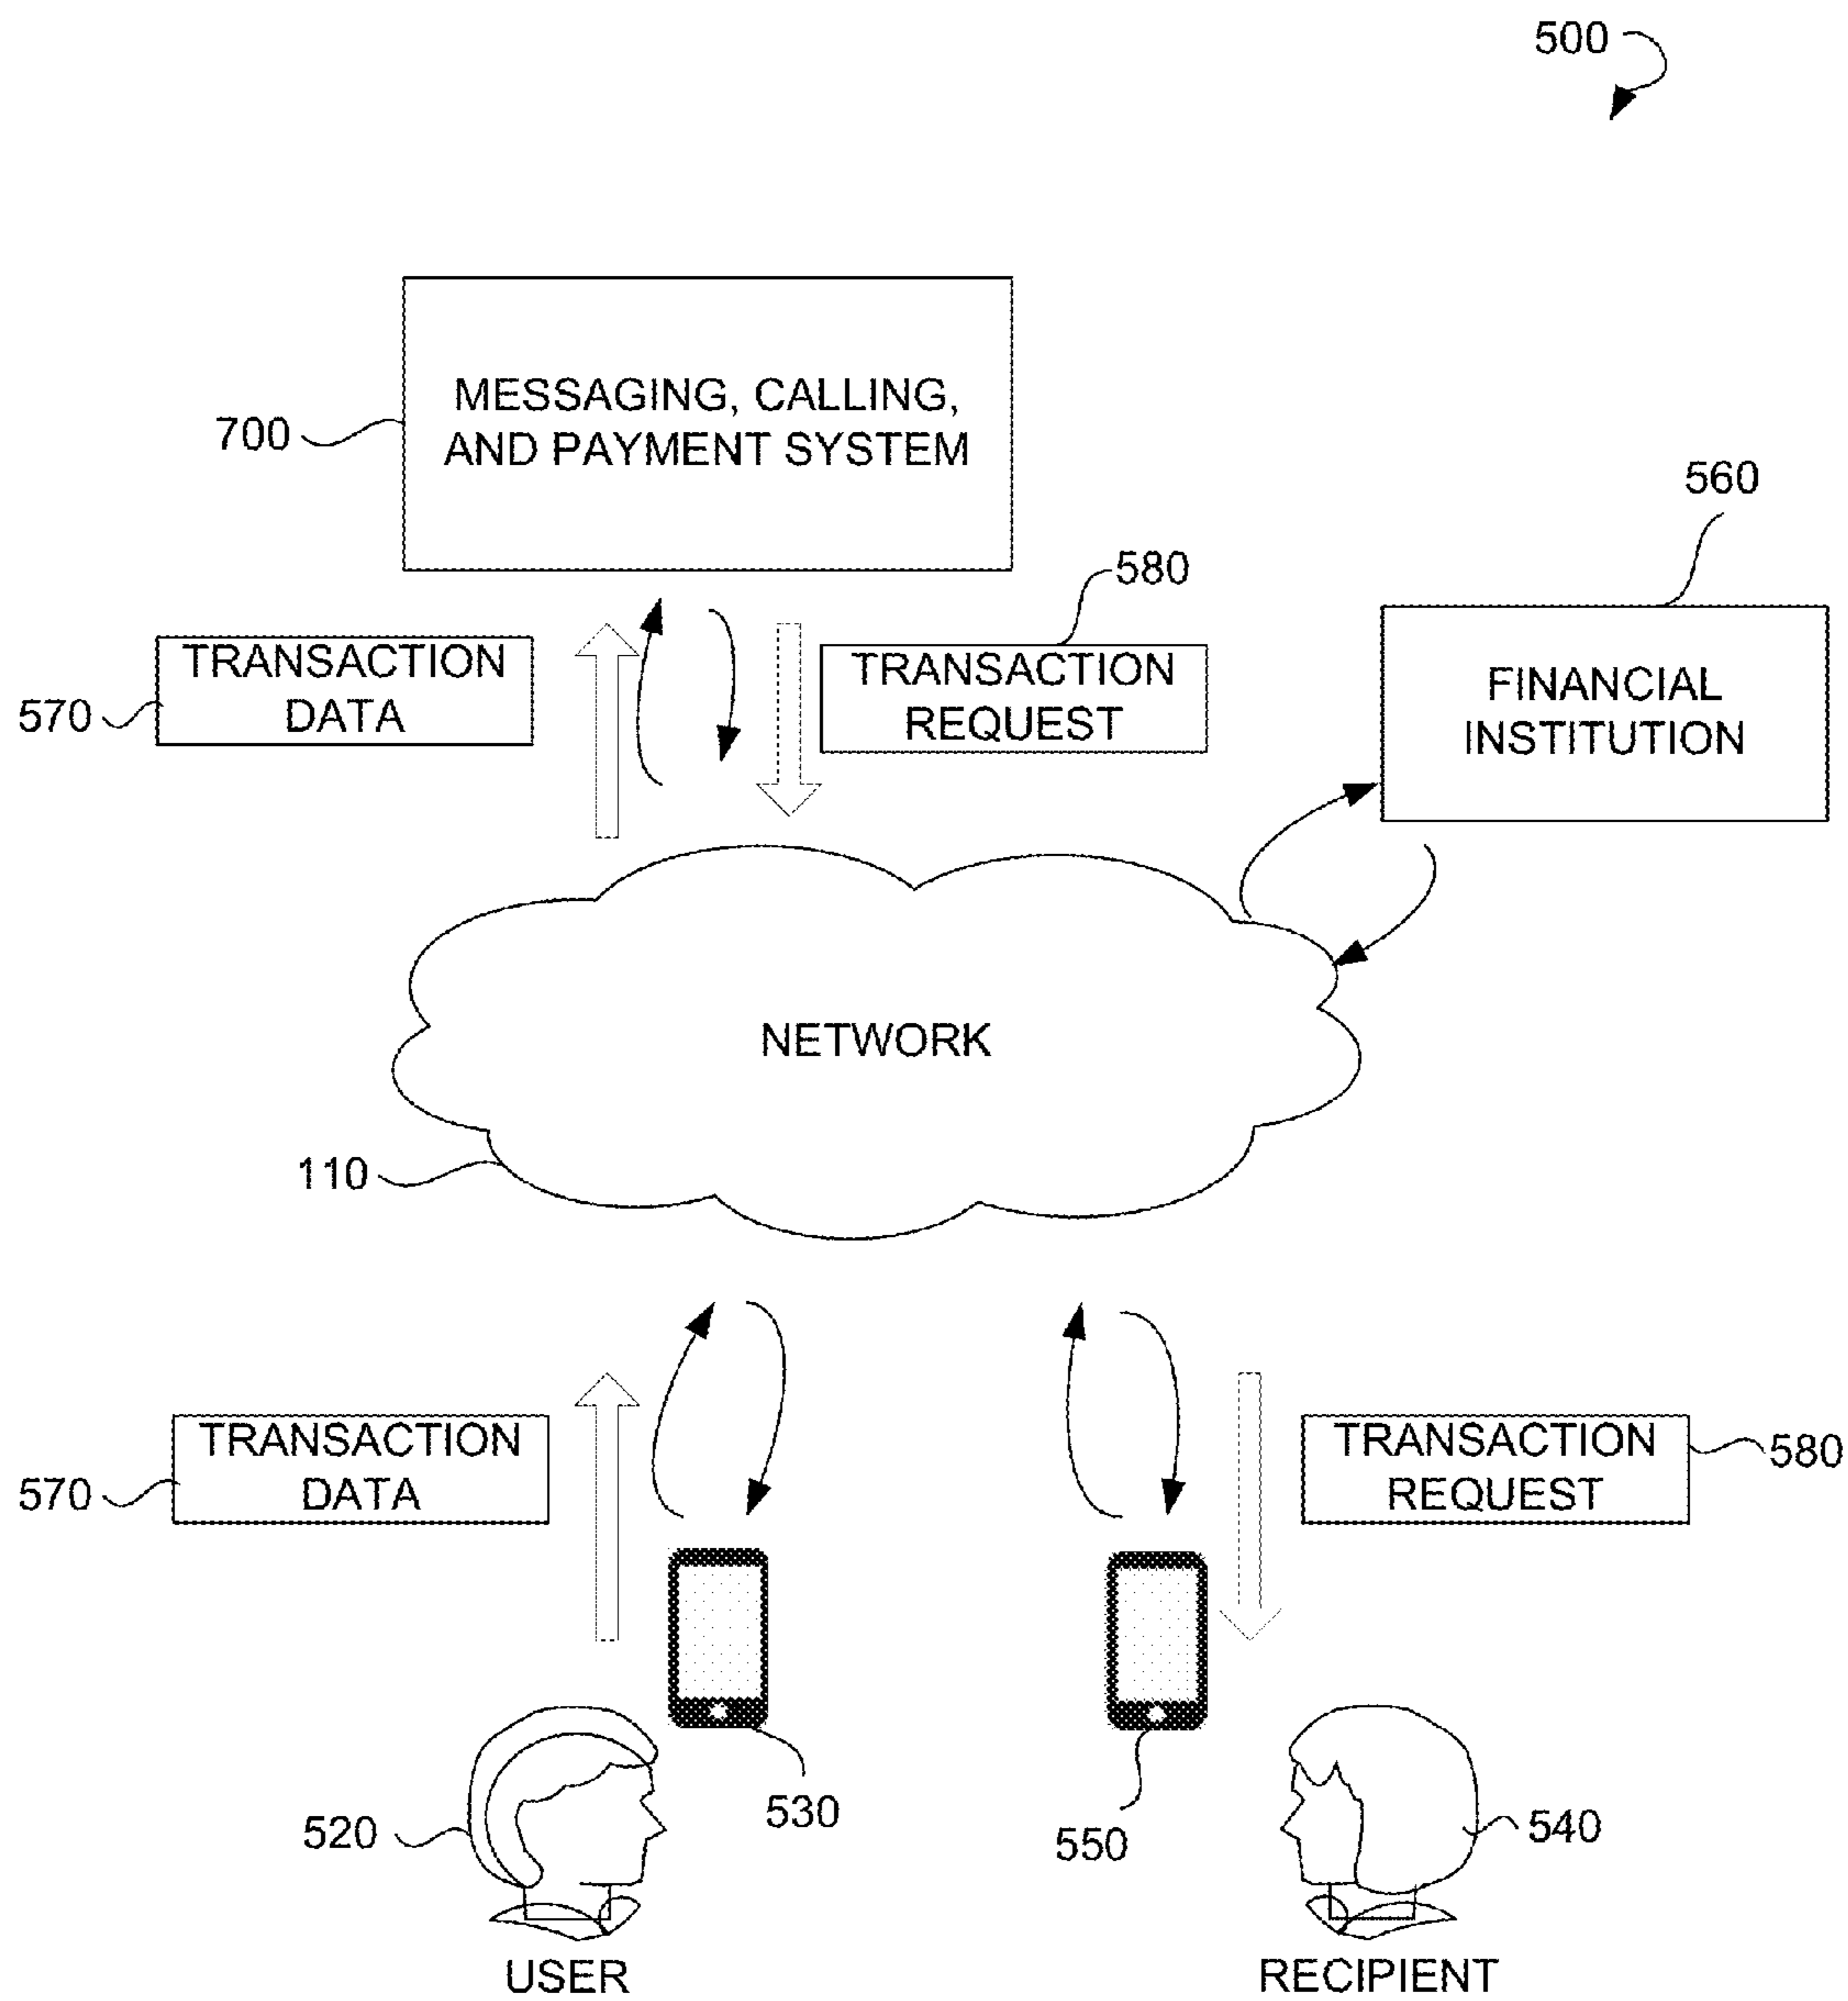 500
MESSAGING, CALLING,
AND PAYMENT SYSTEM
700
560
580
TRANSACTION
DATA
570
TRANSACTION
REQUEST
FINANCIAL
INSTITUTION
NETWORK
110
TRANSACTION
DATA
570
TRANSACTION
REQUEST
580
520
530
550
540
USER
RECIPIENT